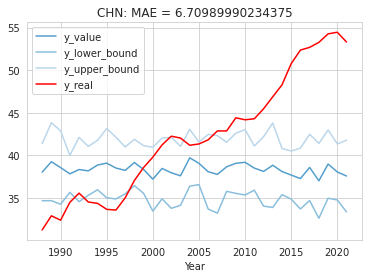 CHN: MAE = 6.70989990234375
y_value
y_lower_bound
y_upper_bound
y_real
55
50
45
40
35
1990
1995
2000
2005
2010
2015
2020
Year